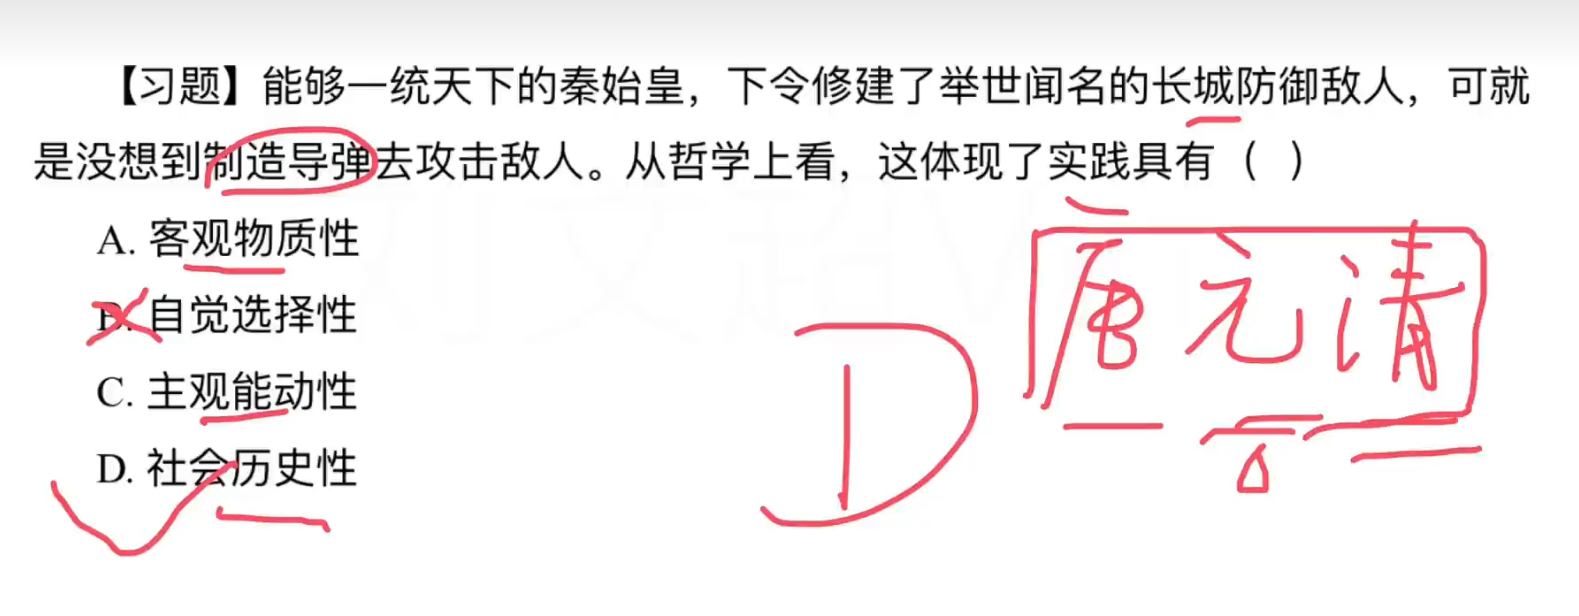 【习题】能够一统天下的秦始皇，下令修建了举世闻名的长城防御敌人，可就
是没想到制造导弹去攻击敌人。从哲学上看，这体现了实践具有（ ）
A. 客观物质性
B. 自觉选择性
C. 主观能动性
D. 社会历史性
D
唐元清